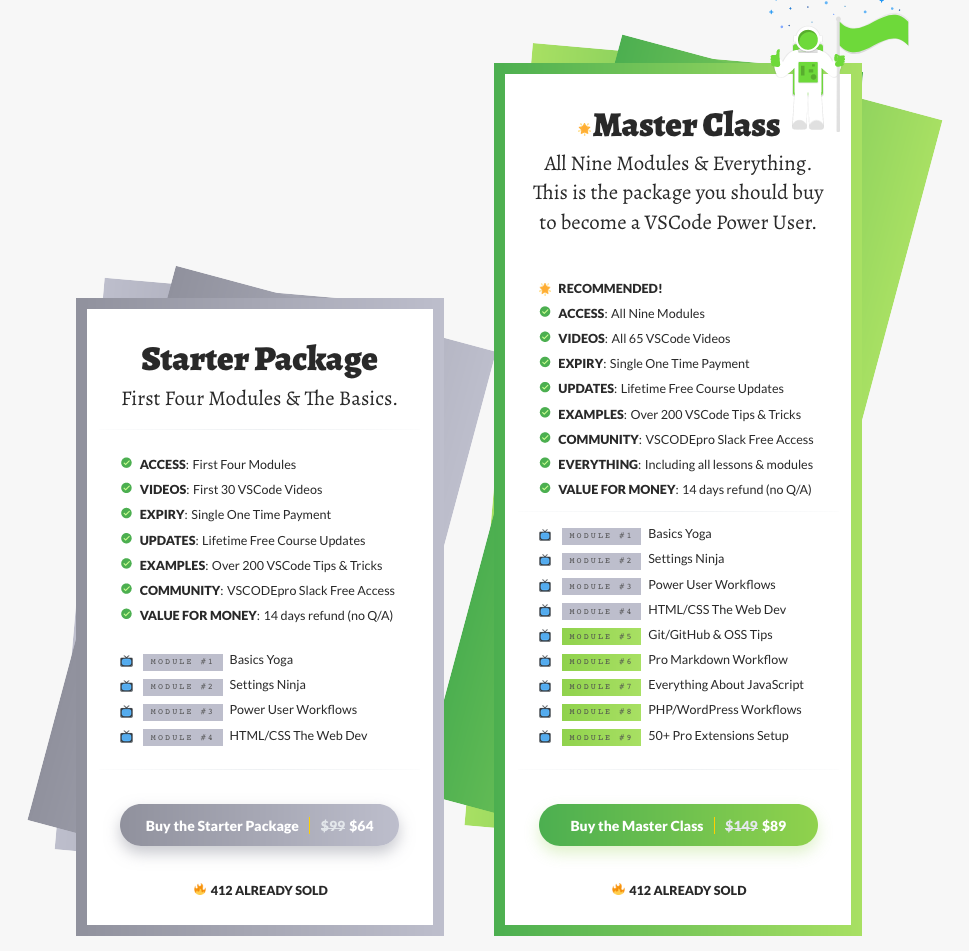 Starter Package
First Four Modules & The Basics.
ACCESS: First Four Modules
VIDEOS: First 30 VSCode Videos
EXPIRY: Single One Time Payment
UPDATES: Lifetime Free Course Updates
EXAMPLES: Over 200 VSCode Tips & Tricks
COMMUNITY: VSCODEpro Slack Free Access
VALUE FOR MONEY: 14 days refund (no Q/A)
MODULE #1 Basics Yoga
MODULE #2 Settings Ninja
MODULE #3 Power User Workflows
MODULE #4 HTML/CSS The Web Dev
Buy the Starter Package $99 $64
412 ALREADY SOLD
Master Class
All Nine Modules & Everything.
This is the package you should buy
to become a VSCode Power User.
RECOMMENDED!
ACCESS: All Nine Modules
VIDEOS: All 65 VSCode Videos
EXPIRY: Single One Time Payment
UPDATES: Lifetime Free Course Updates
EXAMPLES: Over 200 VSCode Tips & Tricks
COMMUNITY: VSCODEpro Slack Free Access
EVERYTHING: Including all lessons & modules
VALUE FOR MONEY: 14 days refund (no Q/A)
MODULE #1 Basics Yoga
MODULE #2 Settings Ninja
MODULE #3 Power User Workflows
MODULE #4 HTML/CSS The Web Dev
MODULE #5 Git/GitHub & OSS Tips
MODULE #6 Pro Markdown Workflow
MODULE #7 Everything About JavaScript
MODULE #8 PHP/WordPress Workflows
MODULE #9 50+ Pro Extensions Setup
Buy the Master Class $149 $89
412 ALREADY SOLD